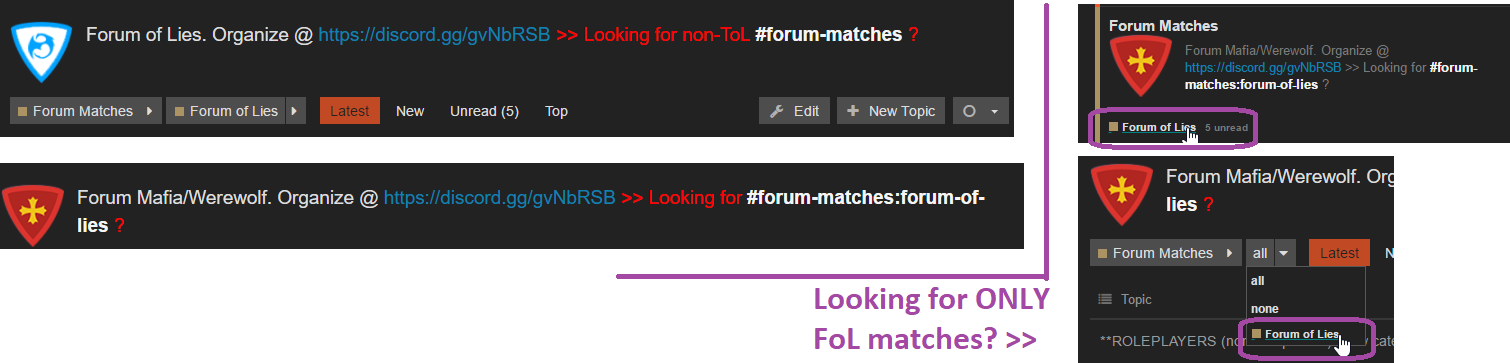 Forum of Lies. Organize @ https://discord.gg/gvNbRSB >> Looking for non-ToL #forum-matches ?
Forum Matches Forum of Lies Latest New Unread (5) Top Edit New Topic
Forum Mafia/Werewolf. Organize @ https://discord.gg/gvNbRSB >> Looking for #forum-matches:forum-of-
lies ?
Looking for ONLY
FoL matches? >>
Forum Matches
Forum Mafia/Werewolf. Organize @
https://discord.gg/gvNbRSB >> Looking for #forum-
matches:forum-of-lies ?
Forum of Lies 5 unread
Forum Mafia/Werewolf. Org
lies ?
Forum Matches all Latest N
all
Topic
none
Forum of Lies
**ROLEPLAYERS